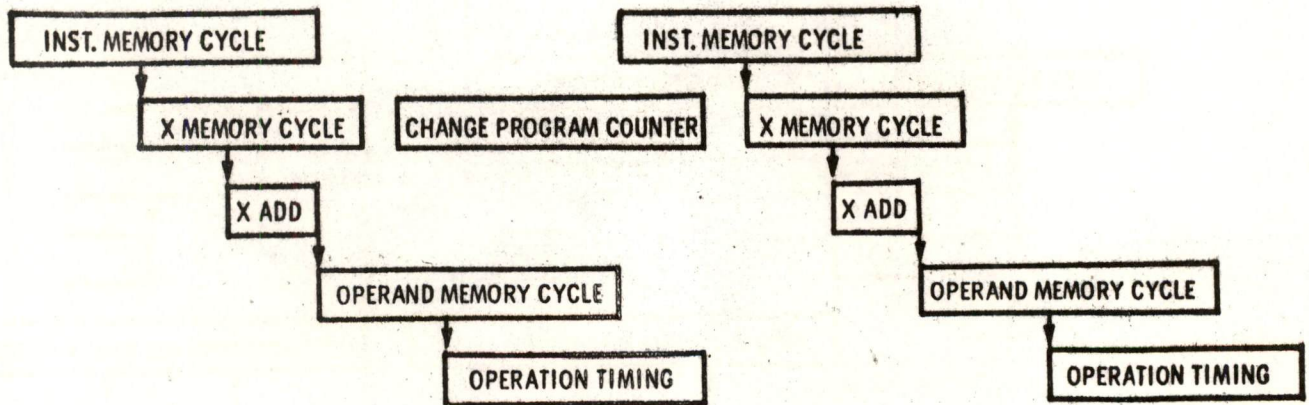 INST. MEMORY CYCLE
INST. MEMORY CYCLE
X MEMORY CYCLE
CHANGE PROGRAM COUNTER
X MEMORY CYCLE
X ADD
X ADD
OPERAND MEMORY CYCLE
OPERAND MEMORY CYCLE
OPERATION TIMING
OPERATION TIMING